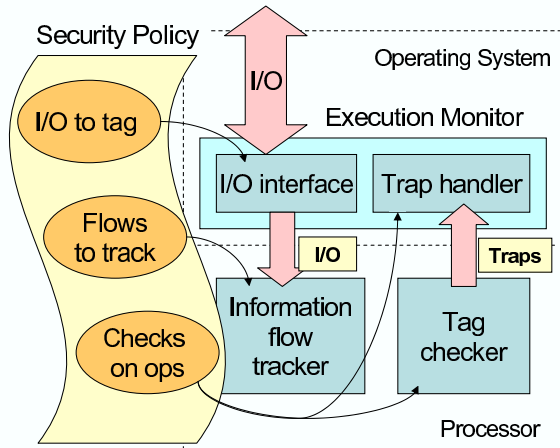 Security Policy
Operating System
I/O
I/O to tag
Execution Monitor
I/O interface
Trap handler
Flows
to track
I/O
Traps
Information
flow
tracker
Tag
checker
Checks
on ops
Processor